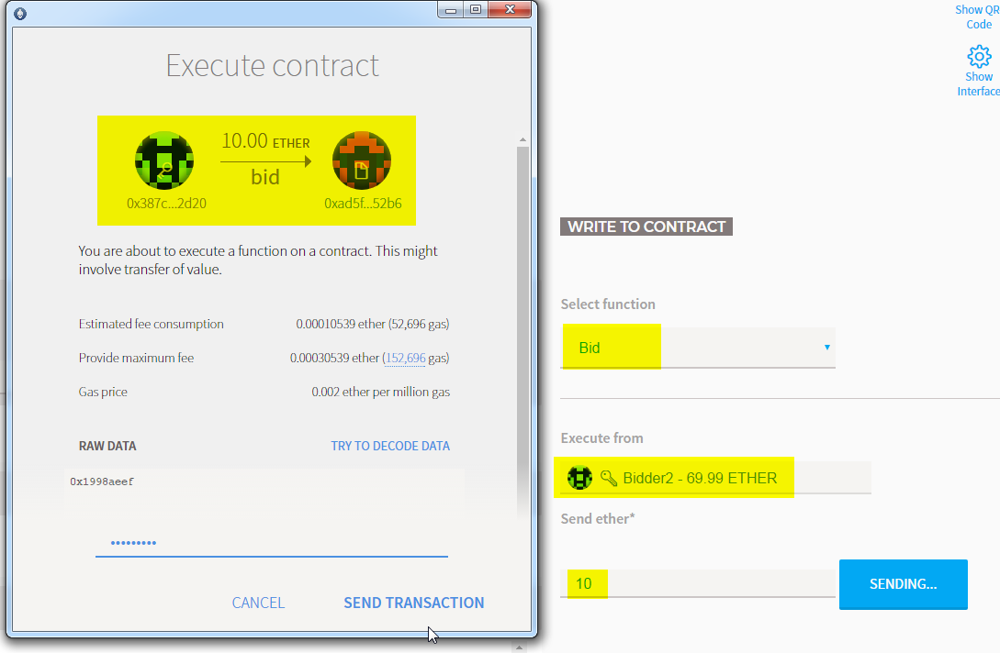 Execute contract
10.00 ETHER
bid
0x387c...2d20
0xad5f...52b6
You are about to execute a function on a contract. This might
involve transfer of value.
Estimated fee consumption 0.00010539 ether (52,696 gas)
Provide maximum fee 0.00030539 ether (152,696 gas)
Gas price 0.002 ether per million gas
RAW DATA TRY TO DECODE DATA
0x1998aeef
CANCEL SEND TRANSACTION
Show QR
Code
Show
Interface
WRITE TO CONTRACT
Select function
Bid
Execute from
Bidder2 - 69.99 ETHER
Send ether*
10
SENDING...